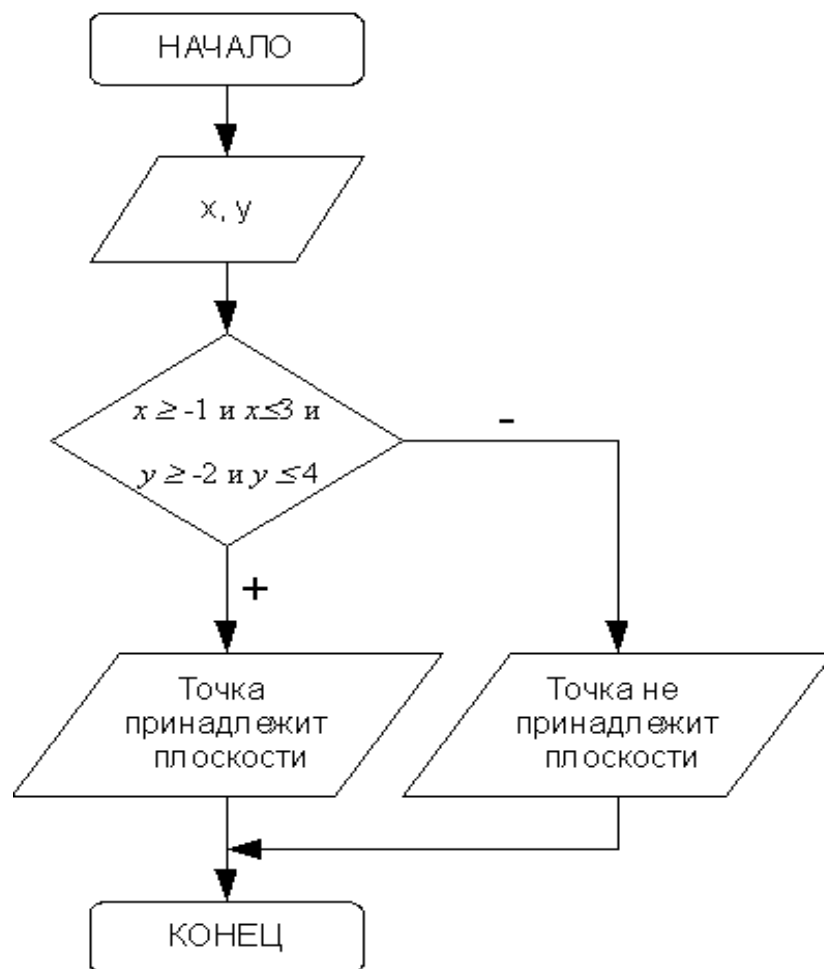 НАЧАЛО
x, y
x ≥ -1 и x≤3 и
y ≥ -2 и y ≤4
-
+
Точка
принадлежит
плоскости
Точка не
принадлежит
плоскости
КОНЕЦ